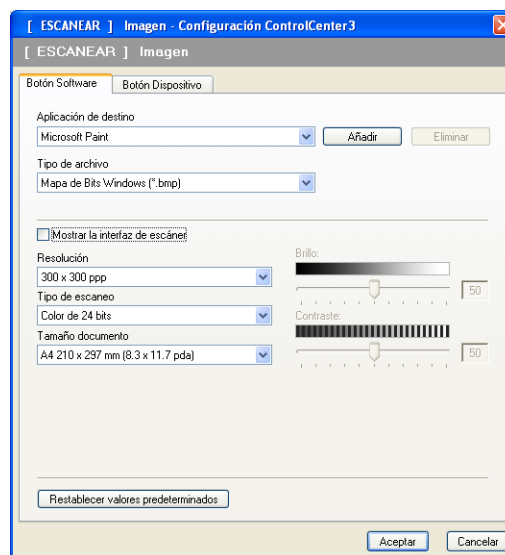 [ ESCANEAR ] Imagen - Configuración ControlCenter3
[ ESCANEAR ] Imagen
Botón Software Botón Dispositivo
Aplicación de destino
Microsoft Paint Añadir Eliminar
Tipo de archivo
Mapa de Bits Windows (*.bmp)
Mostrar la interfaz de escáner
Resolución Brillo:
300 x 300 ppp 50
Tipo de escaneo
Color de 24 bits Contraste:
Tamaño documento
A4 210 x 297 mm (8.3 x 11.7 pda) 50
Restablecer valores predeterminados
Aceptar Cancelar